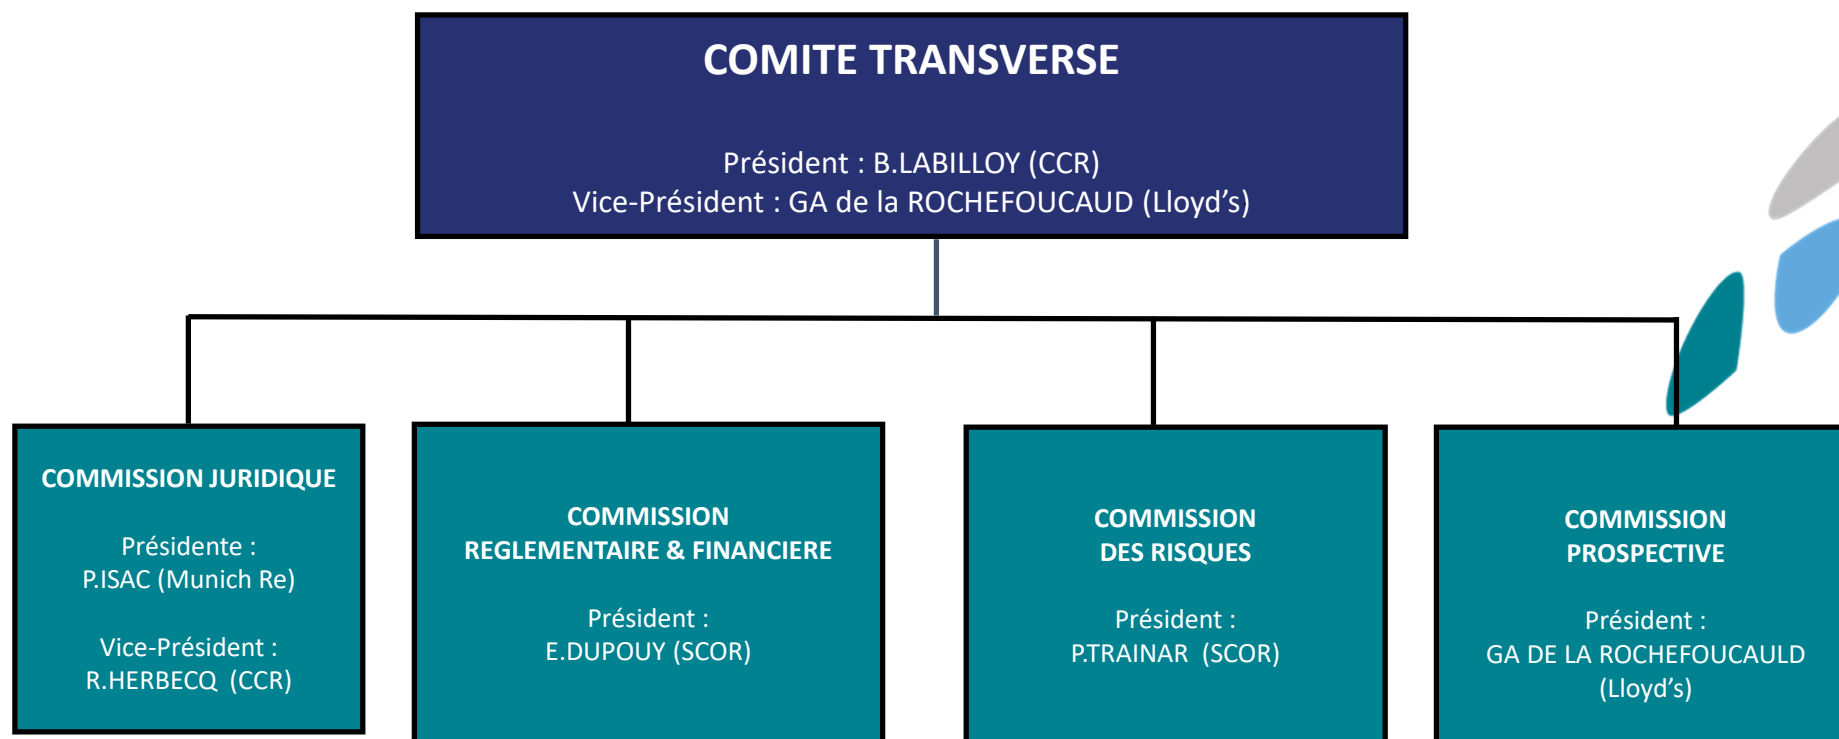 COMITE TRANSVERSE
Président : B.LABILLOY (CCR)
Vice-Président : GA de la ROCHEFOUCAUD (Lloyd’s)
COMMISSION JURIDIQUE
Présidente :
P.ISAC (Munich Re)
Vice-Président :
R.HERBECQ (CCR)
COMMISSION
REGLEMENTAIRE & FINANCIERE
Président :
E.DUPOUY (SCOR)
COMMISSION
DES RISQUES
Président :
P.TRAINAR (SCOR)
COMMISSION
PROSPECTIVE
Président :
GA DE LA ROCHEFOUCAULD
(Lloyd’s)